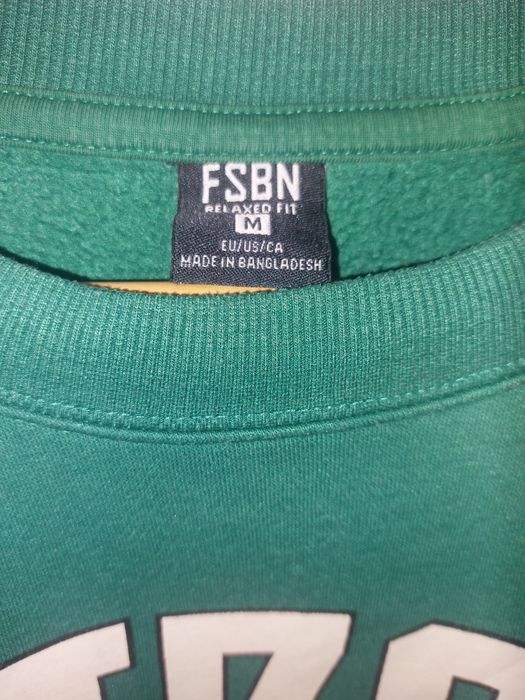 FSBN
RELAXED FIT
M
EU/US/CA
MADE IN BANGLADESH